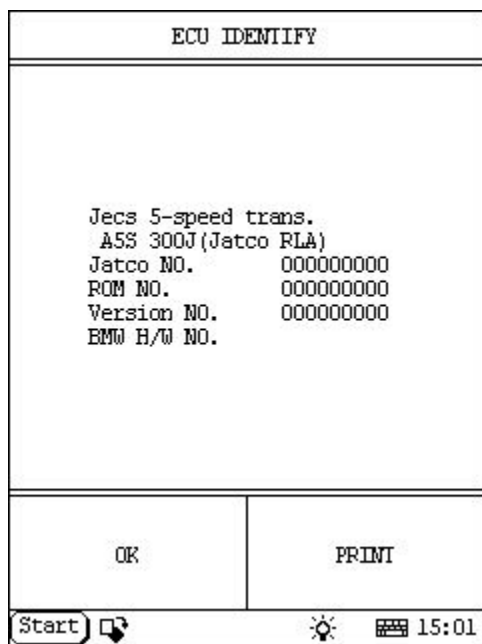 ECU IDENTIFY
Jecs 5-speed trans.
A5S 300J(Jatco RLA)
Jatco NO. 000000000
ROM NO. 000000000
Version NO. 000000000
BMW H/W NO.
OK PRINT
Start 15:01